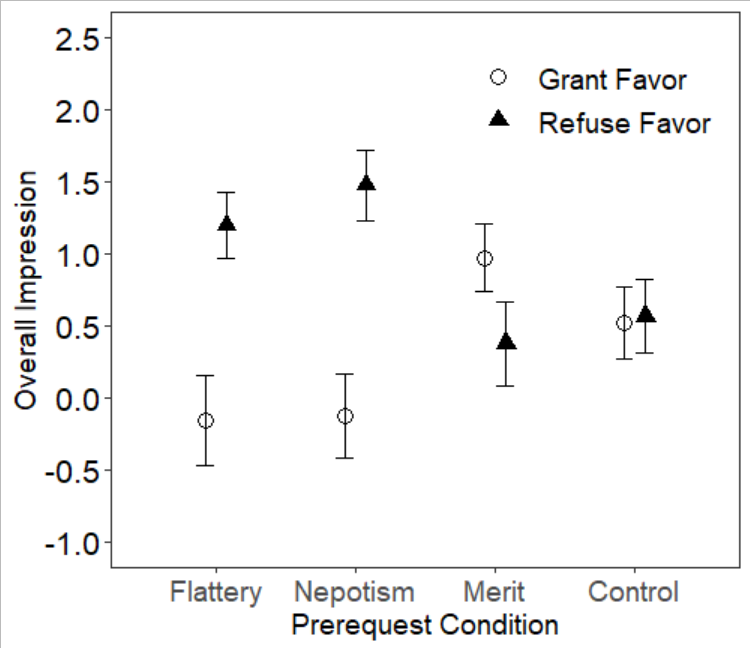 2.5
2.0
1.5
1.0
0.5
0.0
-0.5
-1.0
Overall Impression
Grant Favor
Refuse Favor
Flattery Nepotism Merit Control
Prerequest Condition